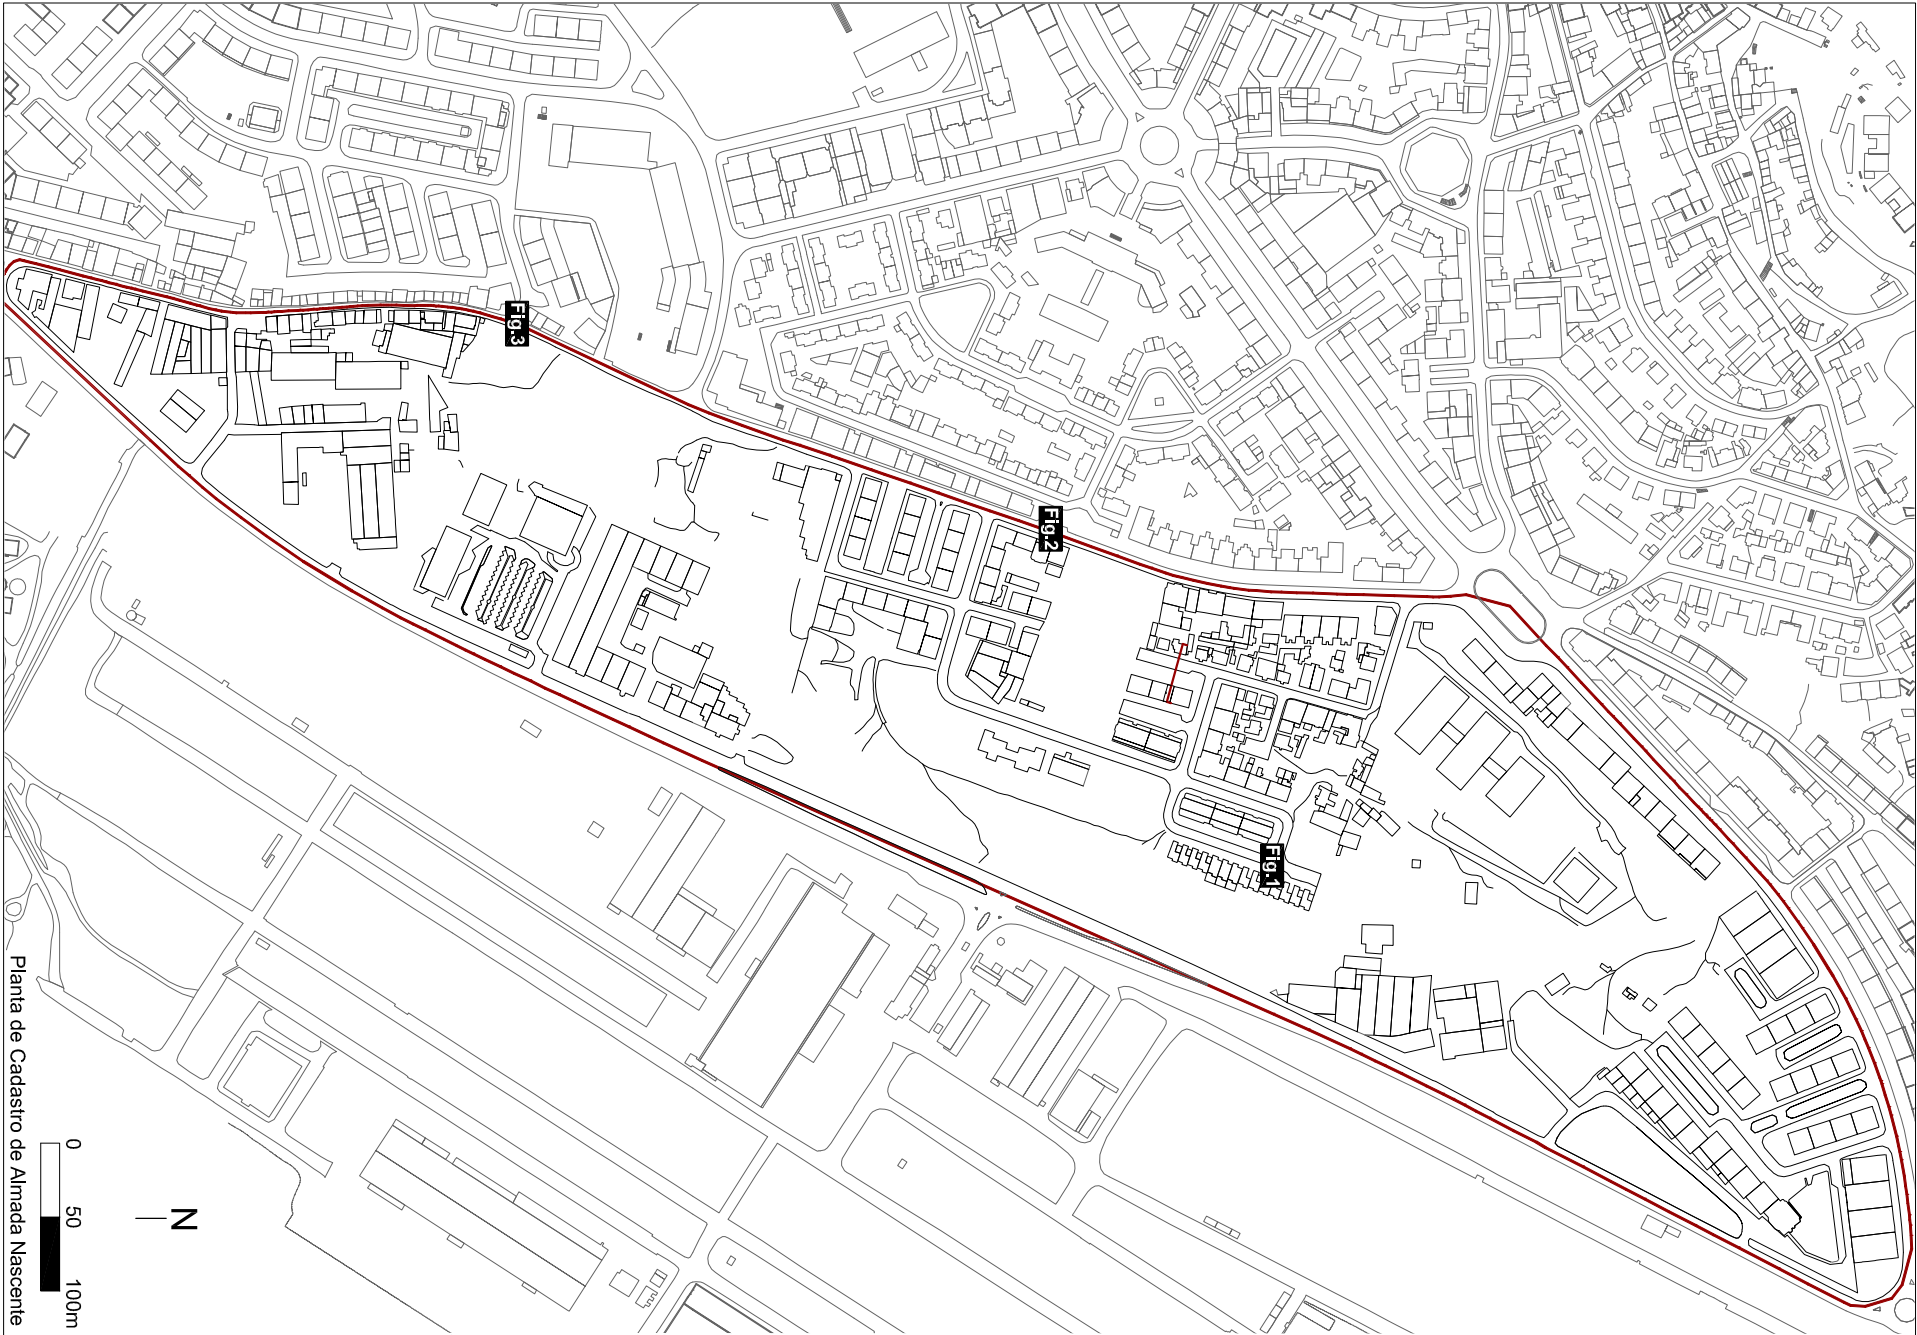 Fig.3
Fig.2
Fig.1
N
0 50 100m
Planta de Cadastro de Almada Nascente